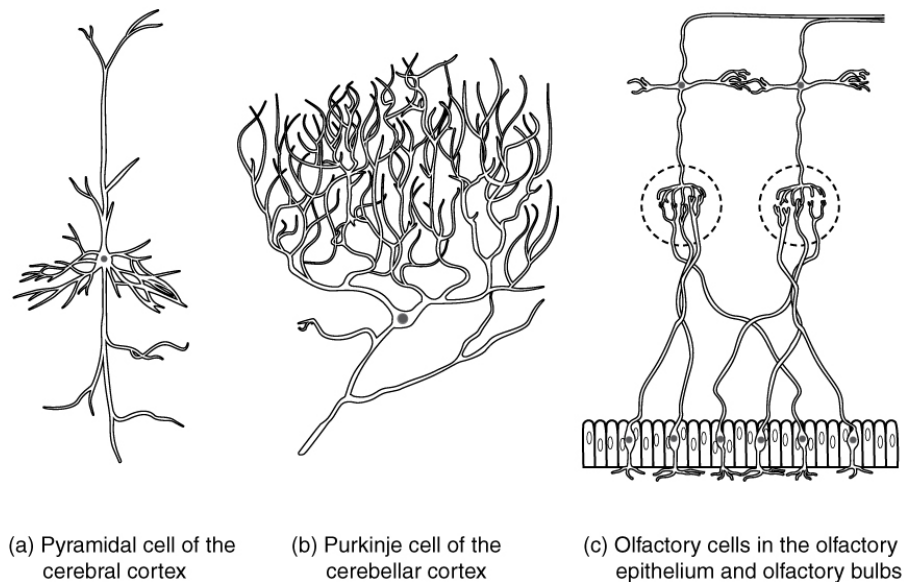 (a) Pyramidal cell of the
cerebral cortex
(b) Purkinje cell of the
cerebellar cortex
(c) Olfactory cells in the olfactory
epithelium and olfactory bulbs